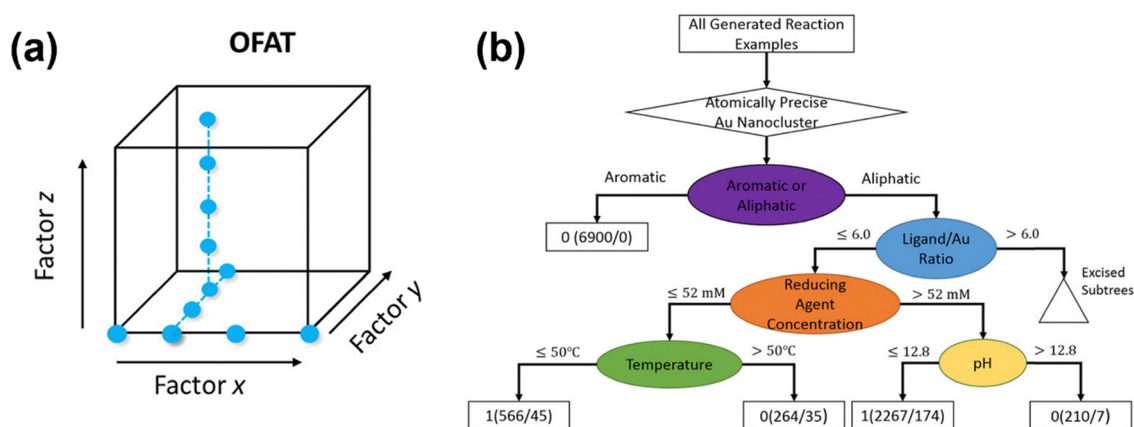 (a)
OFAT
Factor z
Factor y
Factor x
(b)
All Generated Reaction
Examples
Atomically Precise
Au Nanocluster
Aromatic
Aromatic or
Aliphatic
Aliphatic
0 (6900/0)
≤ 6.0
Ligand/Au
Ratio
> 6.0
≤ 52 mM
Reducing
Agent
Concentration
> 52 mM
Excised
Subtrees
≤ 50°C
Temperature
> 50°C
≤ 12.8
pH
> 12.8
1(566/45)
0(264/35)
1(2267/174)
0(210/7)